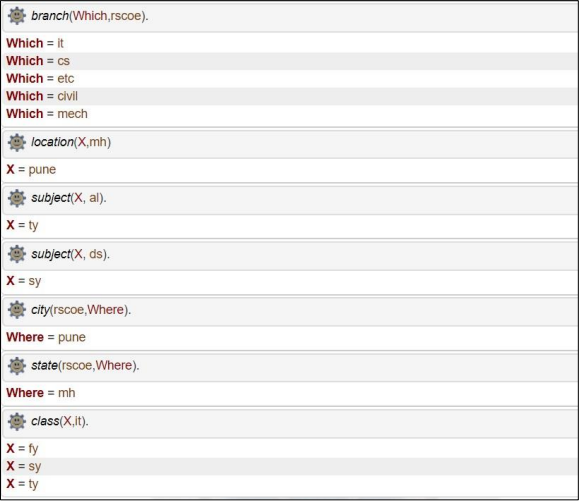 branch(Which,rscoe).
Which = it
Which = cs
Which = etc
Which = civil
Which = mech
location(X,mh)
X = pune
subject(X, al).
X = ty
subject(X, ds).
X = sy
city(rscoe,Where).
Where = pune
state(rscoe,Where).
Where = mh
class(X,it).
X = fy
X = sy
X = ty